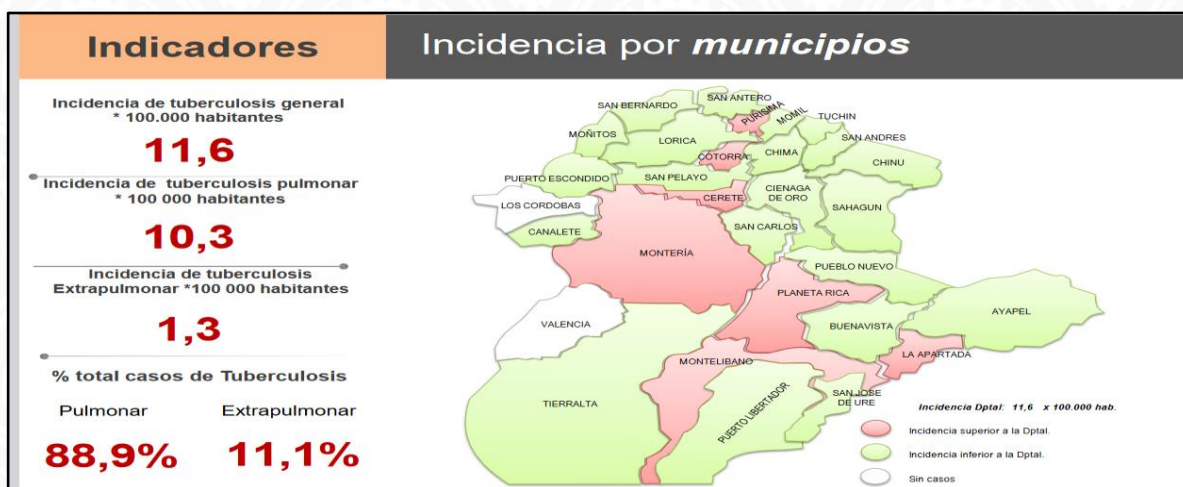 Indicadores
Incidencia por municipios
Incidencia de tuberculosis general
* 100.000 habitantes
11,6
Incidencia de tuberculosis pulmonar
* 100 000 habitantes
10,3
Incidencia de tuberculosis
Extrapulmonar *100 000 habitantes
1,3
% total casos de Tuberculosis
Pulmonar Extrapulmonar
88,9% 11,1%
SAN ANTERO
SAN BERNARDO
PURISIMA
MOMIL
TUCHIN
MOÑITOS
LORICA
SAN ANDRES
COTORRA
CHIMA
CHINU
PUERTO ESCONDIDO
SAN PELAYO
CERETE
CIENAGA
DE ORO
SAHAGUN
LOS CORDOBAS
CANALETE
SAN CARLOS
MONTERÍA
PUEBLO NUEVO
PLANETA RICA
AYAPEL
VALENCIA
BUENAVISTA
LA APARTADA
MONTELIBANO
TIERRALTA
PUERTO LIBERTADOR
SAN JOSE
DE URE
Incidencia Dptal: 11,6 x 100.000 hab.
Incidencia superior a la Dptal.
Incidencia inferior a la Dptal.
Sin casos